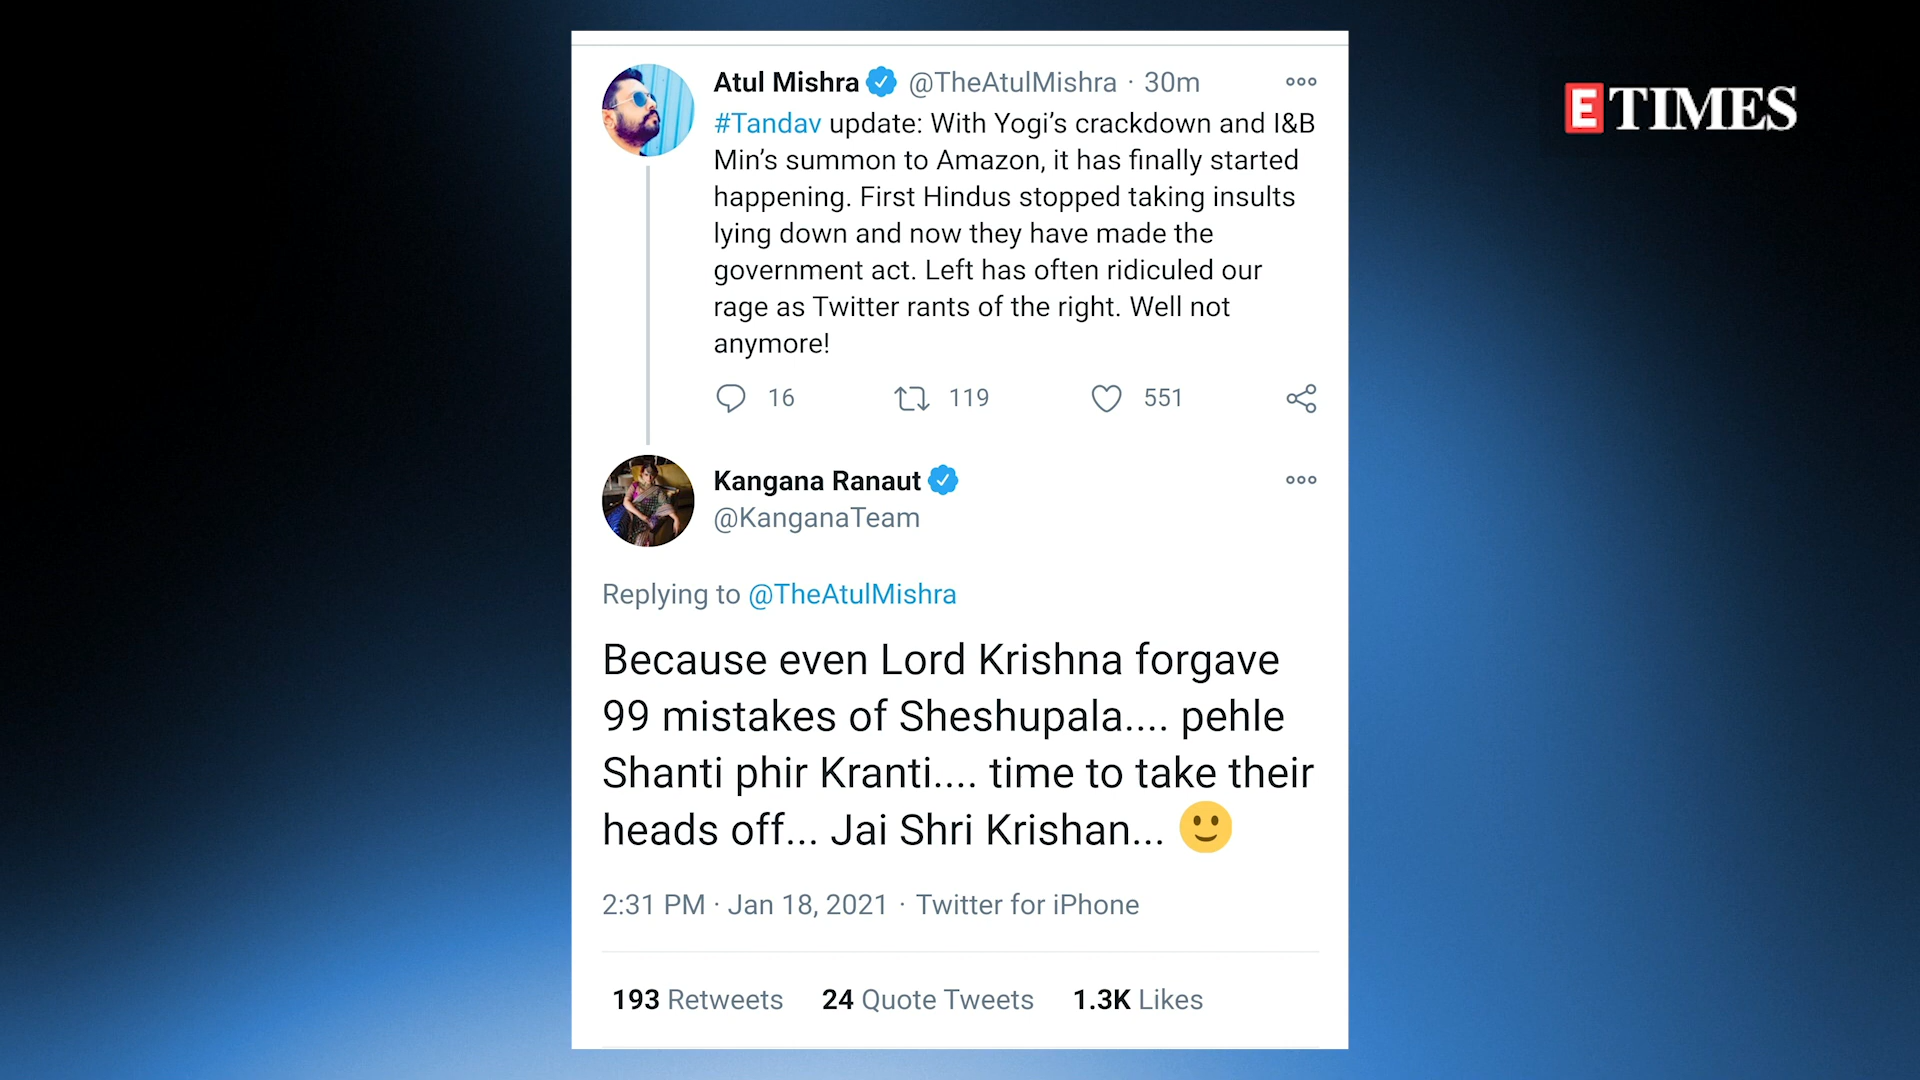 Atul Mishra @TheAtulMishra · 30m
ETIMES
#Tandav update: With Yogi’s crackdown and I&B
Min’s summon to Amazon, it has finally started
happening. First Hindus stopped taking insults
lying down and now they have made the
government act. Left has often ridiculed our
rage as Twitter rants of the right. Well not
anymore!
16 119 551
Kangana Ranaut
@KanganaTeam
Replying to @TheAtulMishra
Because even Lord Krishna forgave
99 mistakes of Sheshupala.... pehle
Shanti phir Kranti.... time to take their
heads off... Jai Shri Krishan... 🙂
2:31 PM · Jan 18, 2021 · Twitter for iPhone
193 Retweets 24 Quote Tweets 1.3K Likes